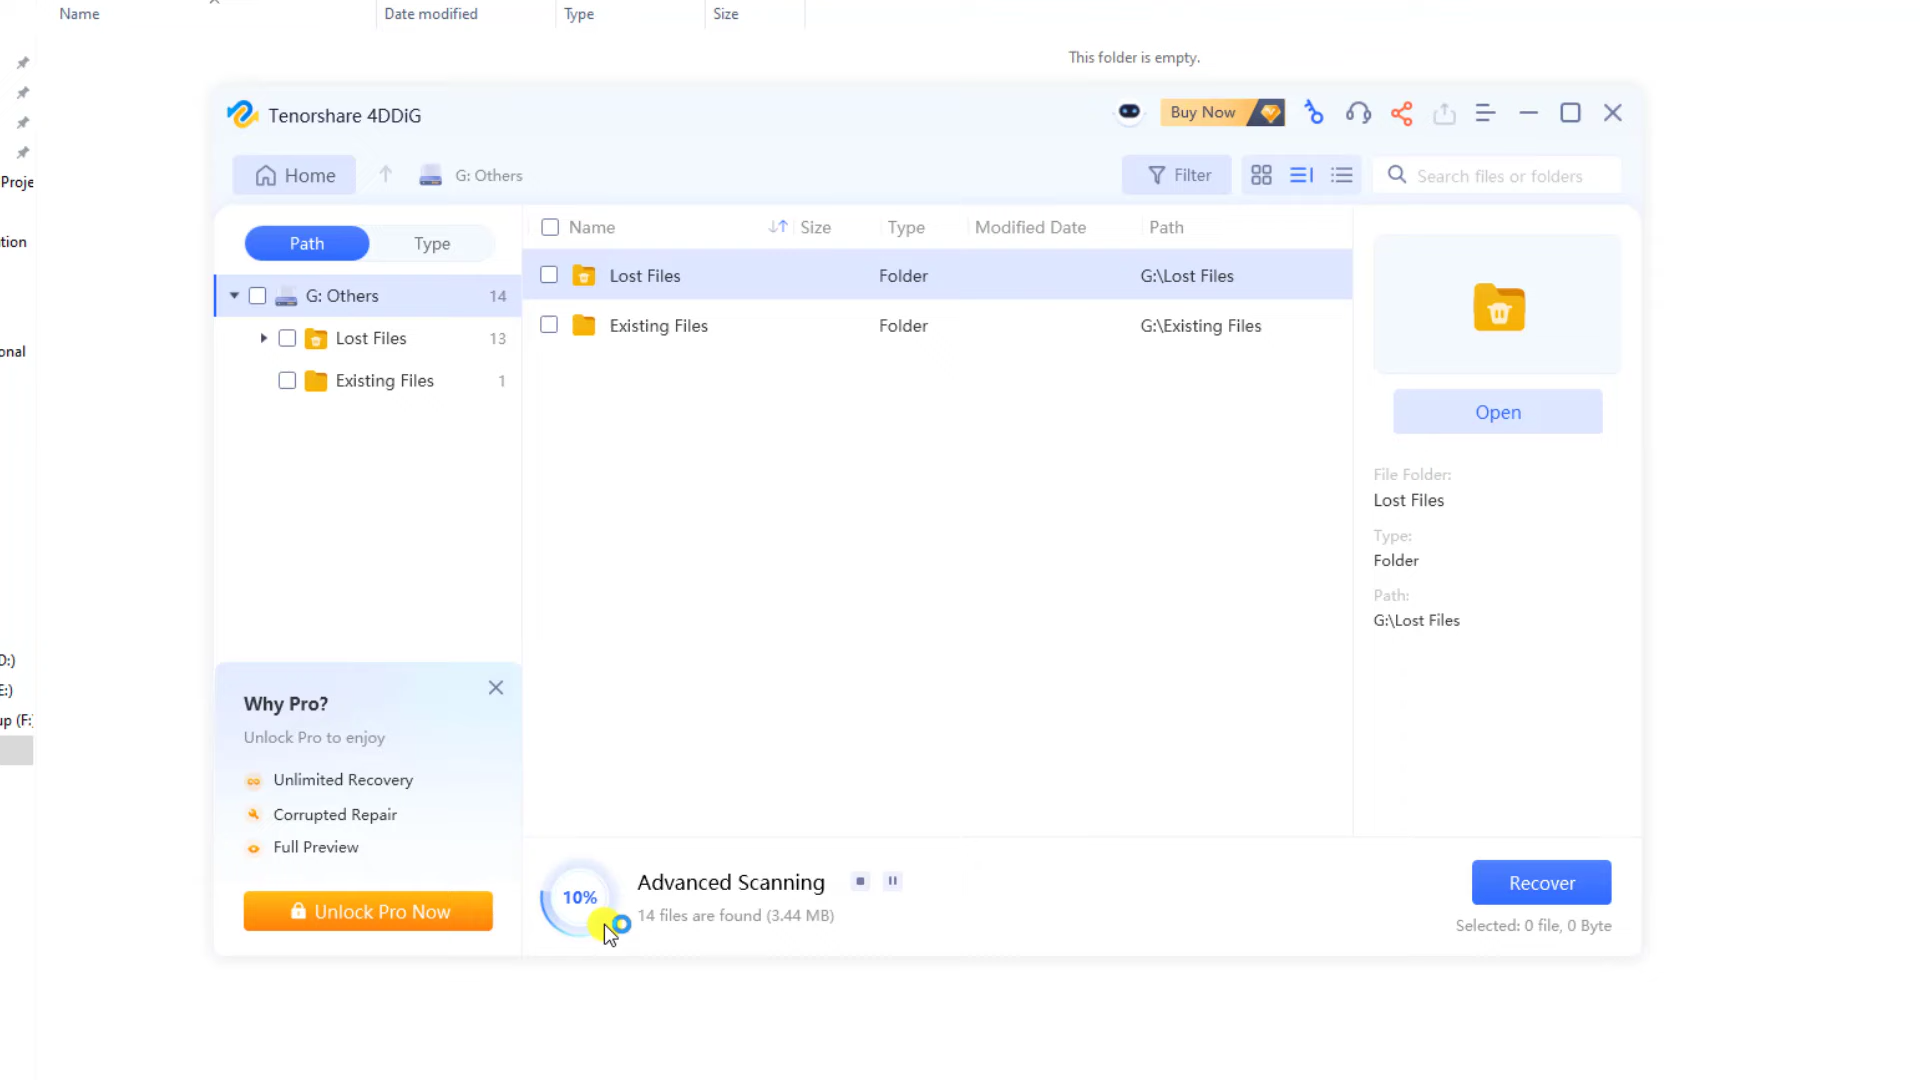 Name Date modified Type Size
This folder is empty.
Proje
tion
onal
D:)
E:)
up (F:
Tenorshare 4DDiG
Buy Now
Home G: Others
Filter Search files or folders
Path Type
G: Others 14
Lost Files 13
Existing Files 1
Name Size Type Modified Date Path
Lost Files Folder G:\Lost Files
Existing Files Folder G:\Existing Files
Open
File Folder:
Lost Files
Type:
Folder
Path:
G:\Lost Files
Why Pro?
Unlock Pro to enjoy
Unlimited Recovery
Corrupted Repair
Full Preview
Unlock Pro Now
10%
Advanced Scanning
14 files are found (3.44 MB)
Recover
Selected: 0 file, 0 Byte